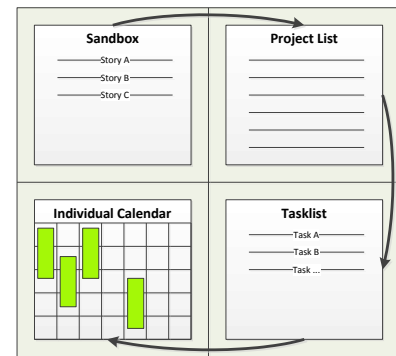 Sandbox
Story A
Story B
Story C
Project List
Individual Calendar
Tasklist
Task A
Task B
Task ...